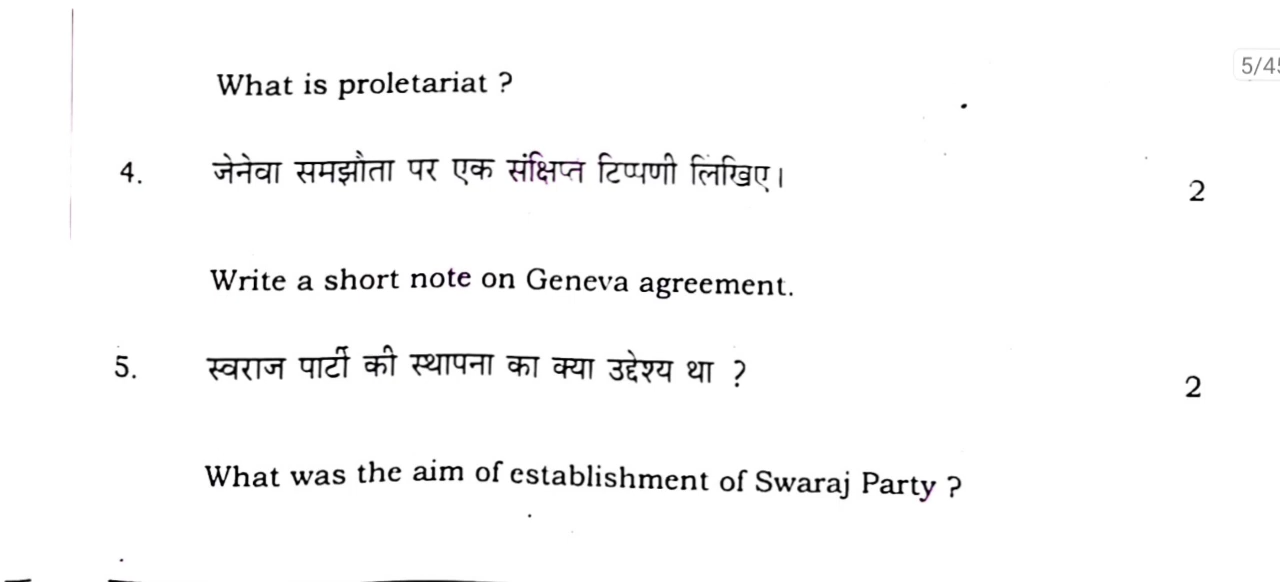 What is proletariat ?
5/45
4. जेनेवा समझौता पर एक संक्षिप्त टिप्पणी लिखिए।
2
Write a short note on Geneva agreement.
5. स्वराज पार्टी की स्थापना का क्या उद्देश्य था ?
2
What was the aim of establishment of Swaraj Party ?